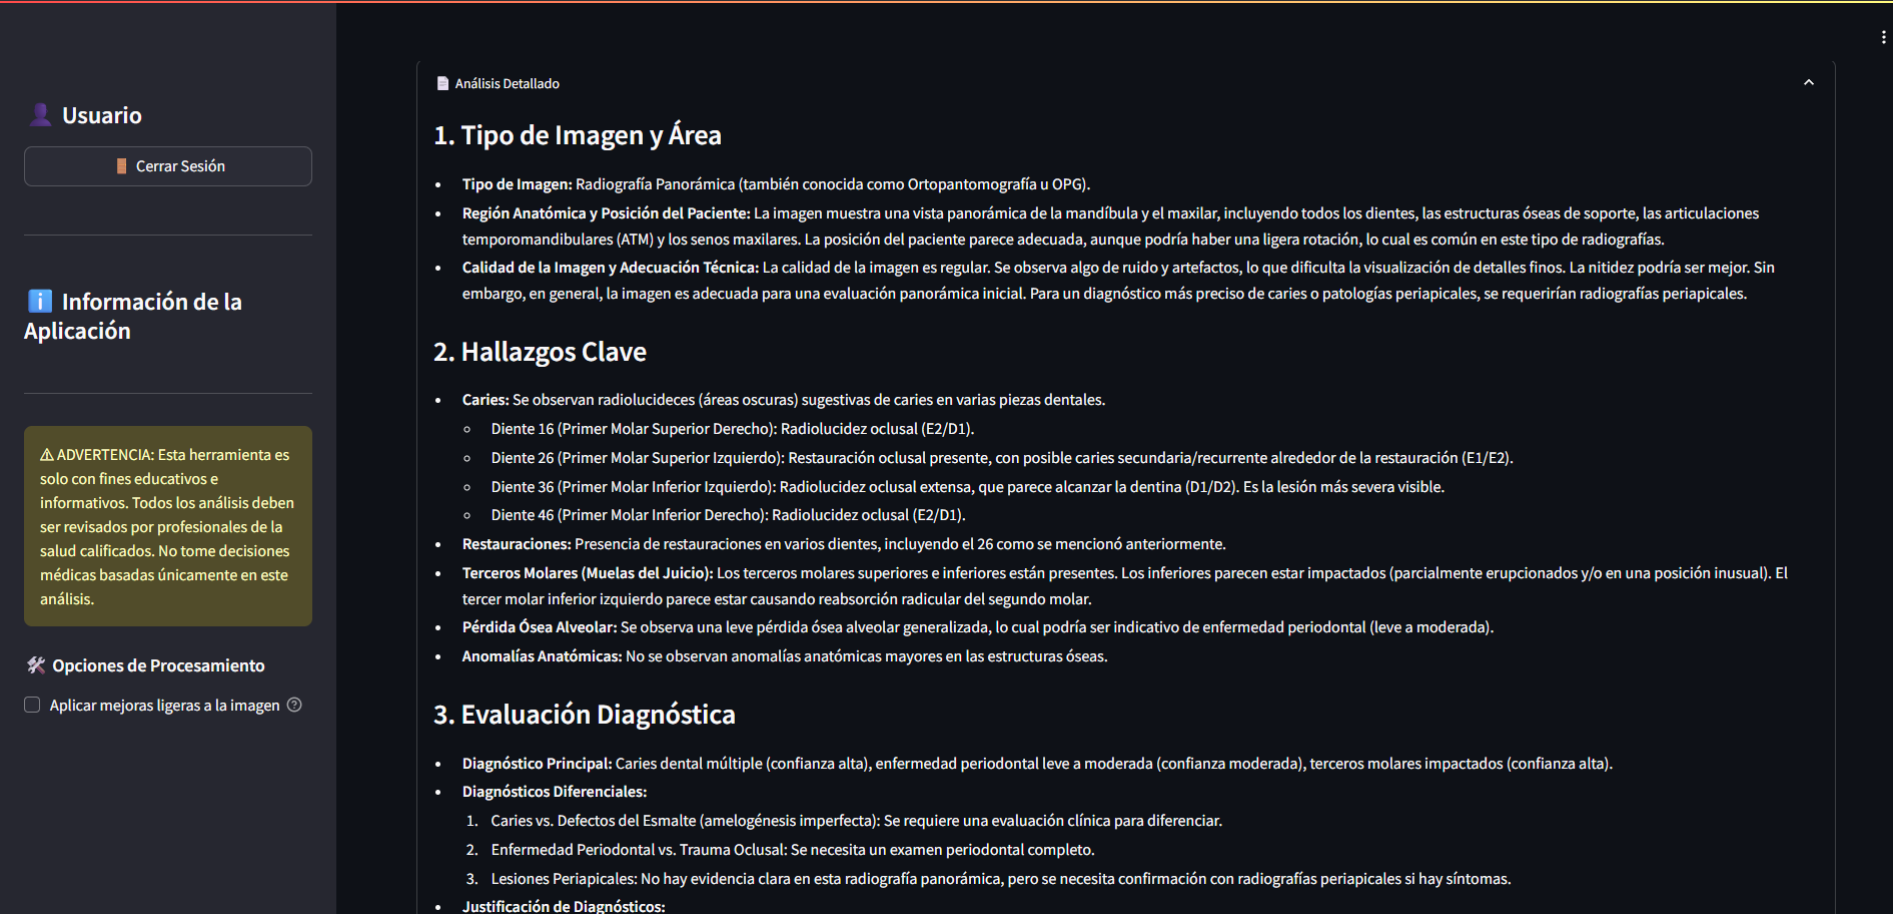 Usuario
Cerrar Sesión
Información de la
Aplicación
⚠ ADVERTENCIA: Esta herramienta es
solo con fines educativos e
informativos. Todos los análisis deben
ser revisados por profesionales de la
salud calificados. No tome decisiones
médicas basadas únicamente en este
análisis.
Opciones de Procesamiento
Aplicar mejoras ligeras a la imagen
Análisis Detallado
1. Tipo de Imagen y Área
• Tipo de Imagen: Radiografía Panorámica (también conocida como Ortopantomografía u OPG).
• Región Anatómica y Posición del Paciente: La imagen muestra una vista panorámica de la mandíbula y el maxilar, incluyendo todos los dientes, las estructuras óseas de soporte, las articulaciones
temporomandibulares (ATM) y los senos maxilares. La posición del paciente parece adecuada, aunque podría haber una ligera rotación, lo cual es común en este tipo de radiografías.
• Calidad de la Imagen y Adecuación Técnica: La calidad de la imagen es regular. Se observa algo de ruido y artefactos, lo que dificulta la visualización de detalles finos. La nitidez podría ser mejor. Sin
embargo, en general, la imagen es adecuada para una evaluación panorámica inicial. Para un diagnóstico más preciso de caries o patologías periapicales, se requerirían radiografías periapicales.
2. Hallazgos Clave
• Caries: Se observan radiolucideces (áreas oscuras) sugestivas de caries en varias piezas dentales.
◦ Diente 16 (Primer Molar Superior Derecho): Radiolucidez oclusal (E2/D1).
◦ Diente 26 (Primer Molar Superior Izquierdo): Restauración oclusal presente, con posible caries secundaria/recurrente alrededor de la restauración (E1/E2).
◦ Diente 36 (Primer Molar Inferior Izquierdo): Radiolucidez oclusal extensa, que parece alcanzar la dentina (D1/D2). Es la lesión más severa visible.
◦ Diente 46 (Primer Molar Inferior Derecho): Radiolucidez oclusal (E2/D1).
• Restauraciones: Presencia de restauraciones en varios dientes, incluyendo el 26 como se mencionó anteriormente.
• Terceros Molares (Muelas del Juicio): Los terceros molares superiores e inferiores están presentes. Los inferiores parecen estar impactados (parcialmente erupcionados y/o en una posición inusual). El
tercer molar inferior izquierdo parece estar causando reabsorción radicular del segundo molar.
• Pérdida Ósea Alveolar: Se observa una leve pérdida ósea alveolar generalizada, lo cual podría ser indicativo de enfermedad periodontal (leve a moderada).
• Anomalías Anatómicas: No se observan anomalías anatómicas mayores en las estructuras óseas.
3. Evaluación Diagnóstica
• Diagnóstico Principal: Caries dental múltiple (confianza alta), enfermedad periodontal leve a moderada (confianza moderada), terceros molares impactados (confianza alta).
• Diagnósticos Diferenciales:
1. Caries vs. Defectos del Esmalte (amelogénesis imperfecta): Se requiere una evaluación clínica para diferenciar.
2. Enfermedad Periodontal vs. Trauma Oclusal: Se necesita un examen periodontal completo.
3. Lesiones Periapicales: No hay evidencia clara en esta radiografía panorámica, pero se necesita confirmación con radiografías periapicales si hay síntomas.
• Justificación de Diagnósticos: